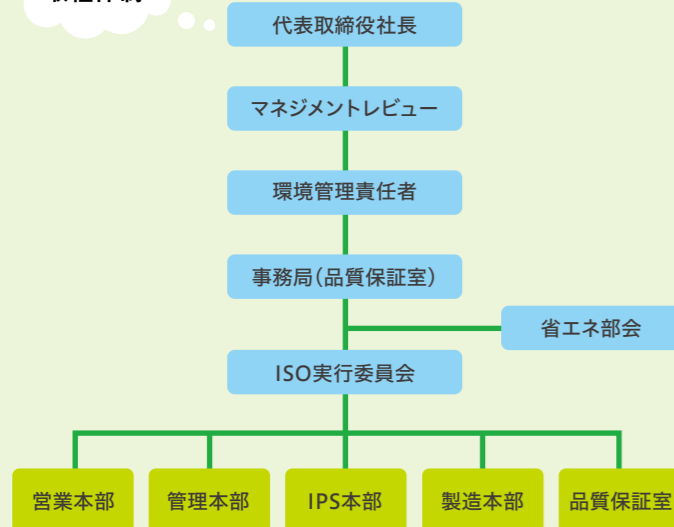 代表取締役社長
マネジメントレビュー
環境管理責任者
事務局（品質保証室）
省エネ部会
ISO実行委員会
営業本部
管理本部
IPS本部
製造本部
品質保証室